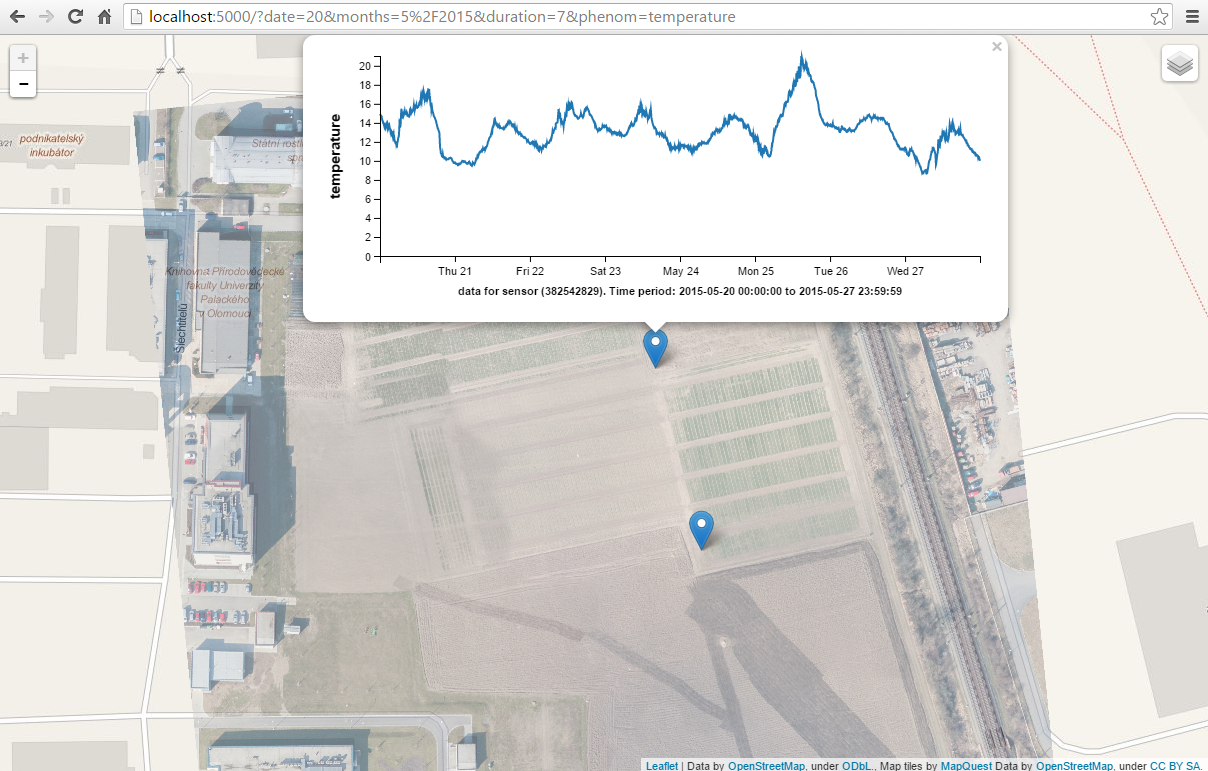 localhost:5000/?date=20&months=5%2F2015&duration=7&phenom=temperature
+
−
×
temperature
20
18
16
14
12
10
8
6
4
2
0
Thu 21
Fri 22
Sat 23
May 24
Mon 25
Tue 26
Wed 27
data for sensor (382542829). Time period: 2015-05-20 00:00:00 to 2015-05-27 23:59:59
podnikatelský
inkubátor
Státní rostli
Knihovna Přírodovědecké
fakulty Univerzity
Palackého
v Olomouci
Šlechtitelů
Leaflet | Data by OpenStreetMap, under ODbL., Map tiles by MapQuest Data by OpenStreetMap, under CC BY SA.